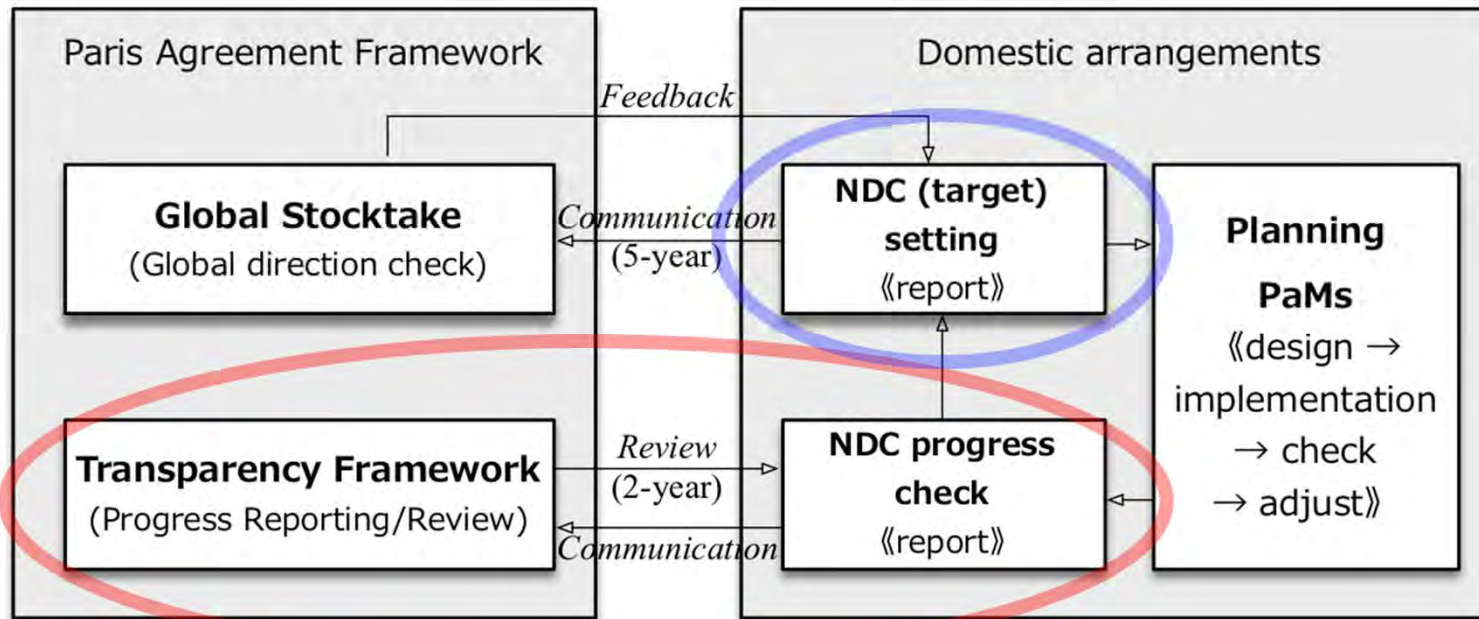 Paris Agreement Framework
Domestic arrangements
Feedback
Global Stocktake
(Global direction check)
Communication
(5-year)
NDC (target)
setting
《report》
Planning
PaMs
《design →
implementation
→ check
→ adjust》
Transparency Framework
(Progress Reporting/Review)
Review
(2-year)
Communication
NDC progress
check
《report》